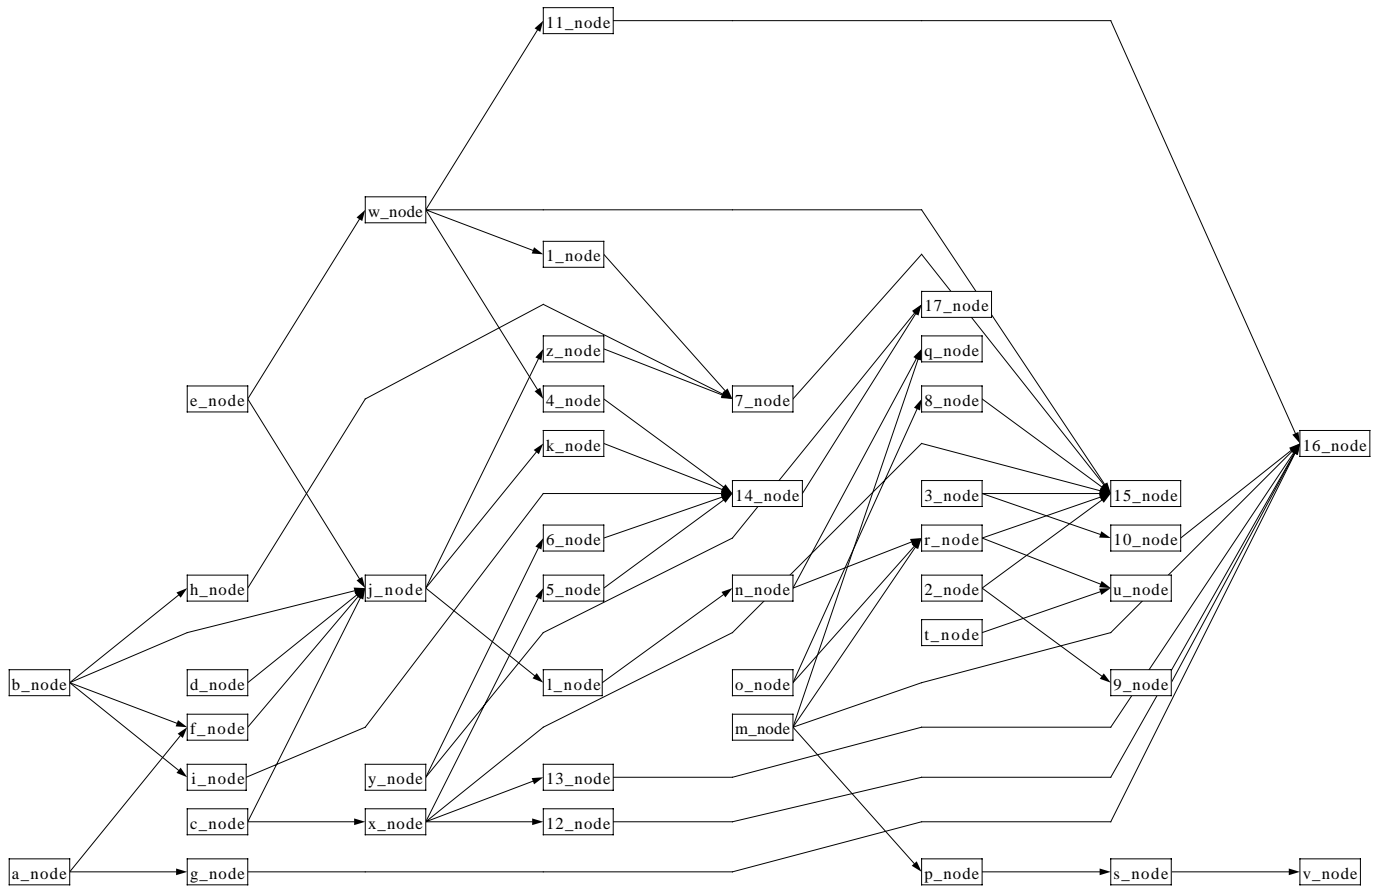 11_node
w_node
1_node
17_node
z_node
q_node
e_node
4_node
7_node
8_node
k_node
16_node
14_node
3_node
15_node
6_node
r_node
10_node
h_node
j_node
5_node
n_node
2_node
u_node
t_node
b_node
d_node
l_node
o_node
9_node
f_node
m_node
i_node
y_node
13_node
c_node
x_node
12_node
a_node
g_node
p_node
s_node
v_node